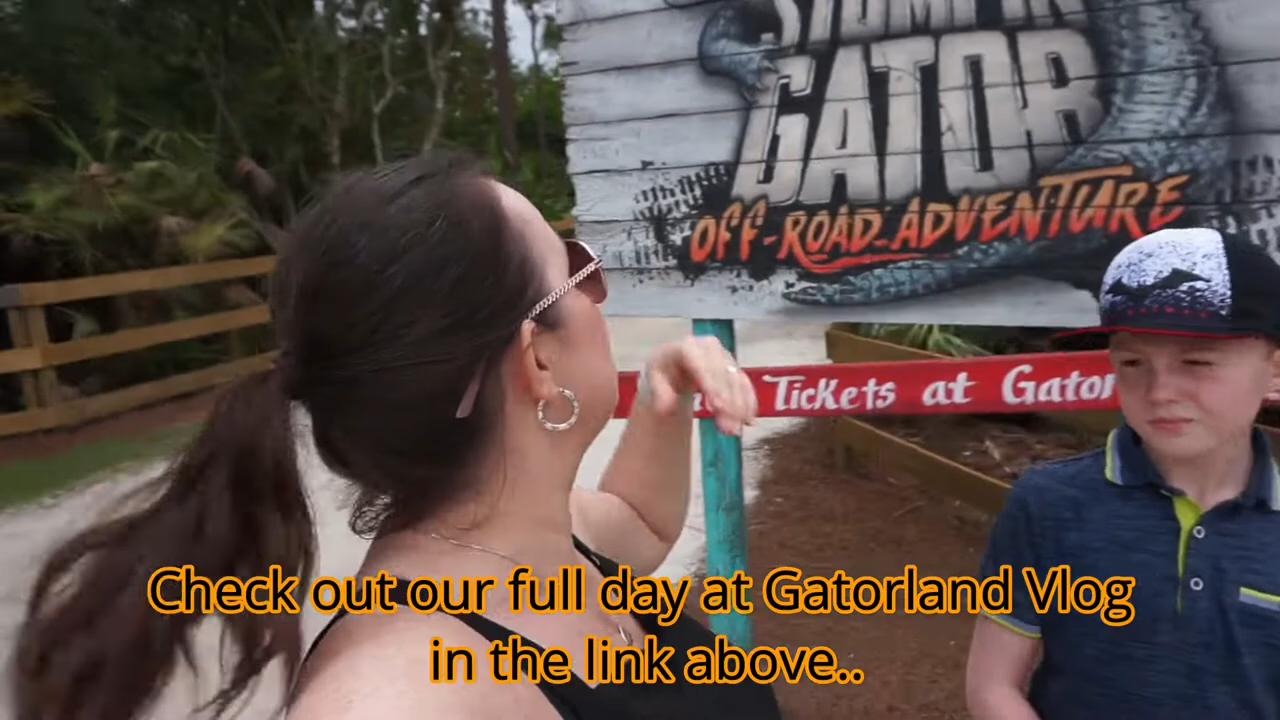 STOMPIN
GATOR
OFF-ROAD ADVENTURE
Tickets at Gator
Check out our full day at Gatorland Vlog
in the link above..